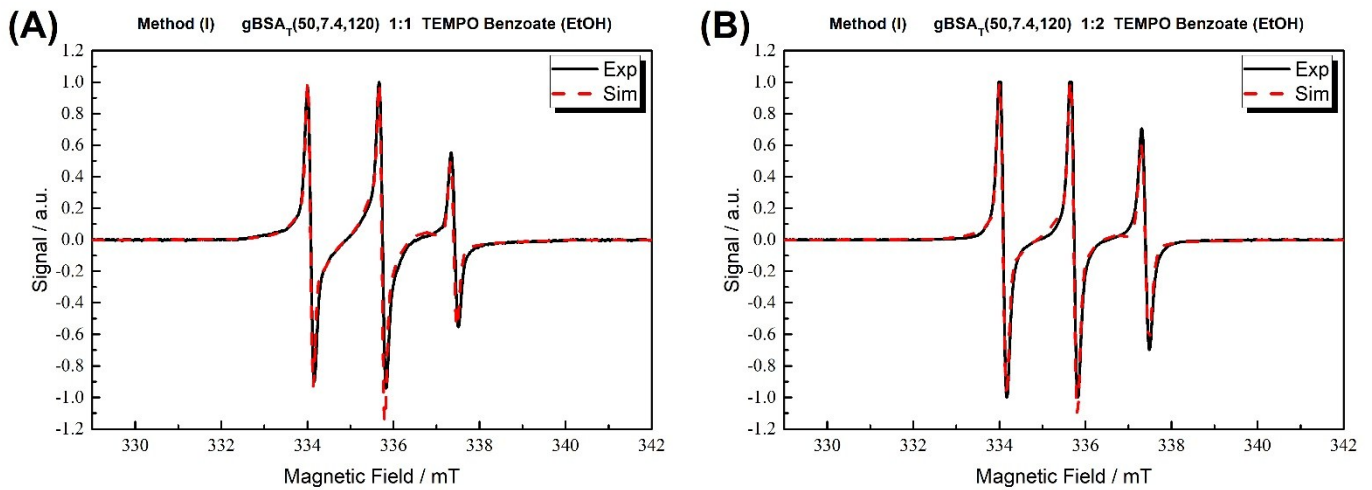 (A)
Method (I) gBSA_T(50,7.4,120) 1:1 TEMPO Benzoate (EtOH)
1.2
1.0
0.8
0.6
0.4
0.2
0.0
-0.2
-0.4
-0.6
-0.8
-1.0
-1.2
Signal / a.u.
Exp
Sim
330 332 334 336 338 340 342
Magnetic Field / mT
(B)
Method (I) gBSA_T(50,7.4,120) 1:2 TEMPO Benzoate (EtOH)
1.2
1.0
0.8
0.6
0.4
0.2
0.0
-0.2
-0.4
-0.6
-0.8
-1.0
-1.2
Signal / a.u.
Exp
Sim
330 332 334 336 338 340 342
Magnetic Field / mT